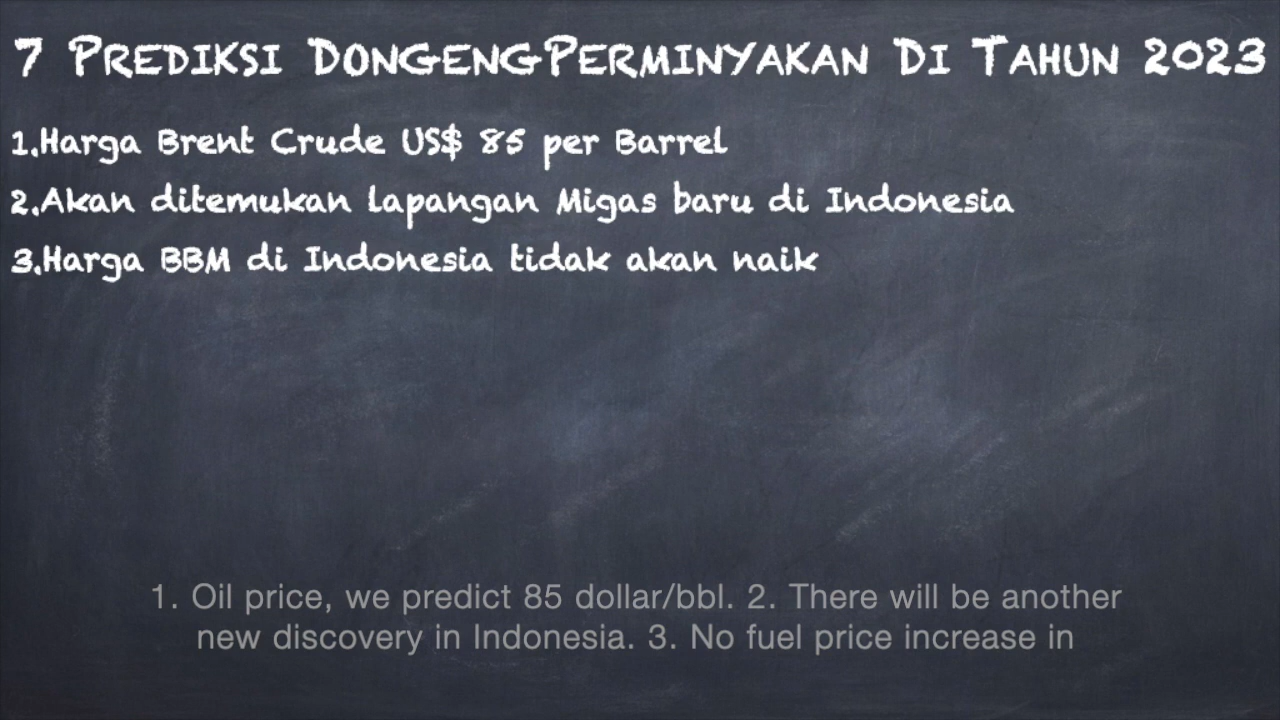 7 PREDIKSI DONGENGPERMINYAKAN DI TAHUN 2023
1.Harga Brent Crude US$ 85 per Barrel
2.Akan ditemukan lapangan Migas baru di Indonesia
3.Harga BBM di Indonesia tidak akan naik
1. Oil price, we predict 85 dollar/bbl. 2. There will be another
new discovery in Indonesia. 3. No fuel price increase in